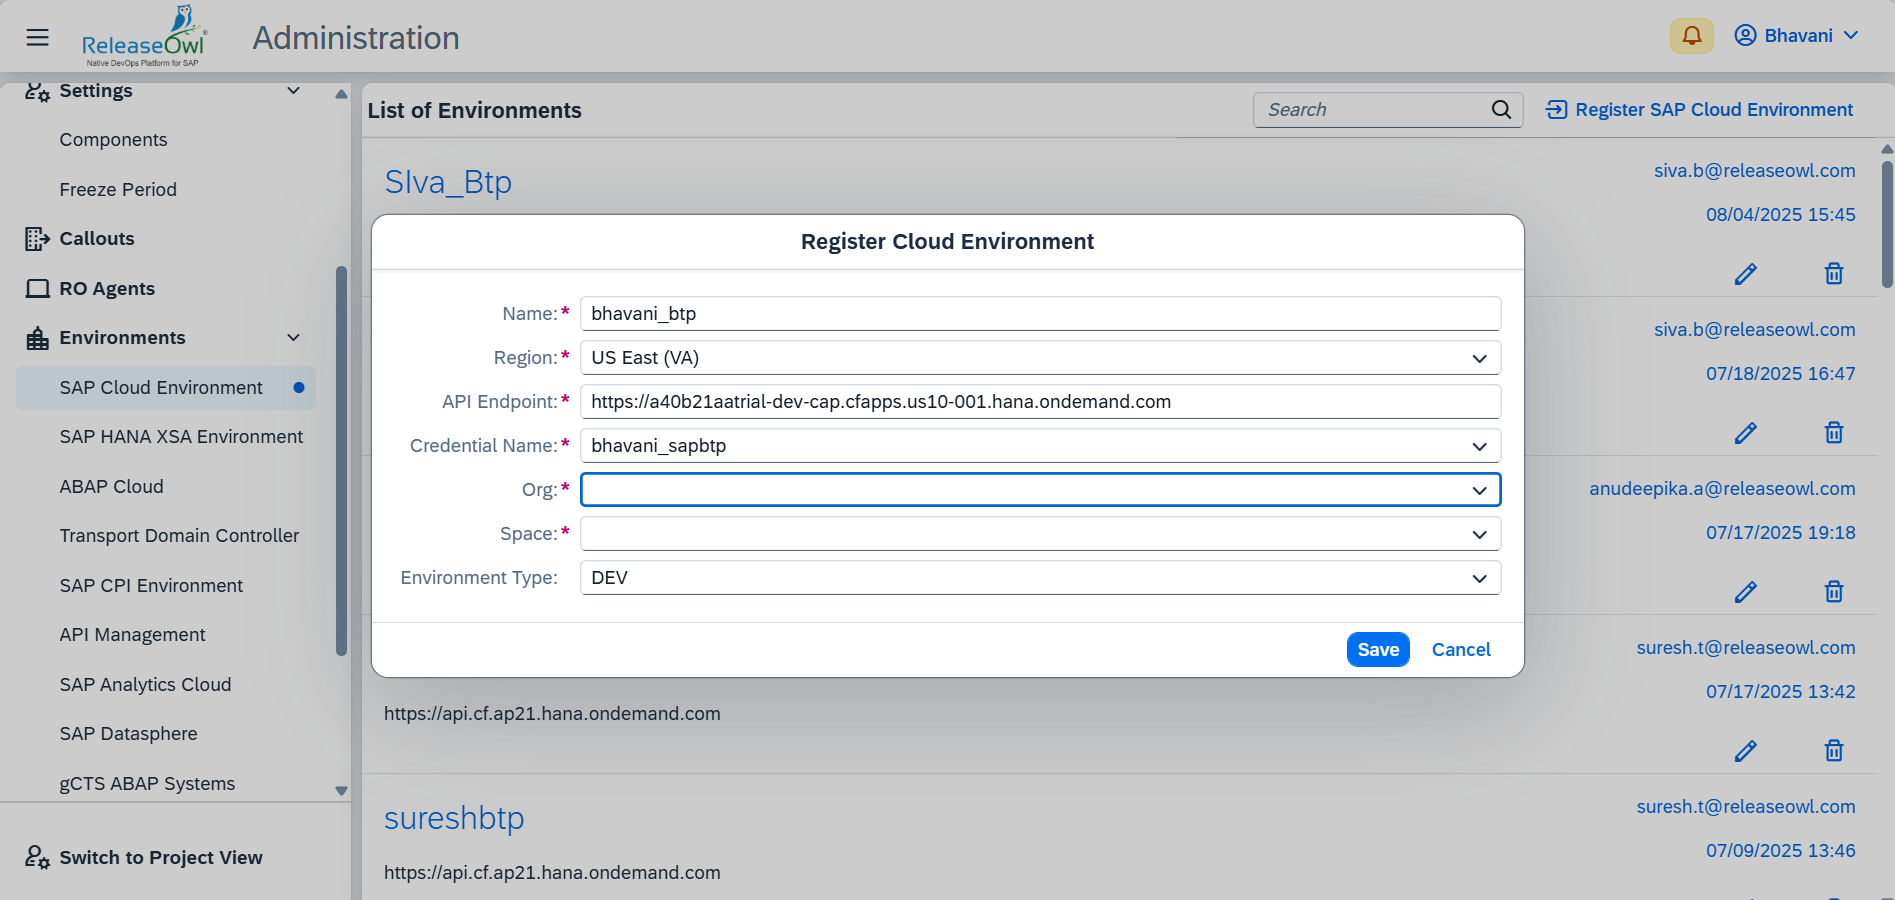 ReleaseOwl
Native DevOps Platform for SAP
Administration
Bhavani
Settings
Components
Freeze Period
Callouts
RO Agents
Environments
SAP Cloud Environment
SAP HANA XSA Environment
ABAP Cloud
Transport Domain Controller
SAP CPI Environment
API Management
SAP Analytics Cloud
SAP Datasphere
gCTS ABAP Systems
Switch to Project View
List of Environments
Search
Register SAP Cloud Environment
SIva_Btp
siva.b@releaseowl.com
08/04/2025 15:45
siva.b@releaseowl.com
07/18/2025 16:47
anudeepika.a@releaseowl.com
07/17/2025 19:18
suresh.t@releaseowl.com
07/17/2025 13:42
https://api.cf.ap21.hana.ondemand.com
sureshbtp
suresh.t@releaseowl.com
07/09/2025 13:46
https://api.cf.ap21.hana.ondemand.com
Register Cloud Environment
Name:* bhavani_btp
Region:* US East (VA)
API Endpoint:* https://a40b21aatrial-dev-cap.cfapps.us10-001.hana.ondemand.com
Credential Name:* bhavani_sapbtp
Org:*
Space:*
Environment Type: DEV
Save Cancel